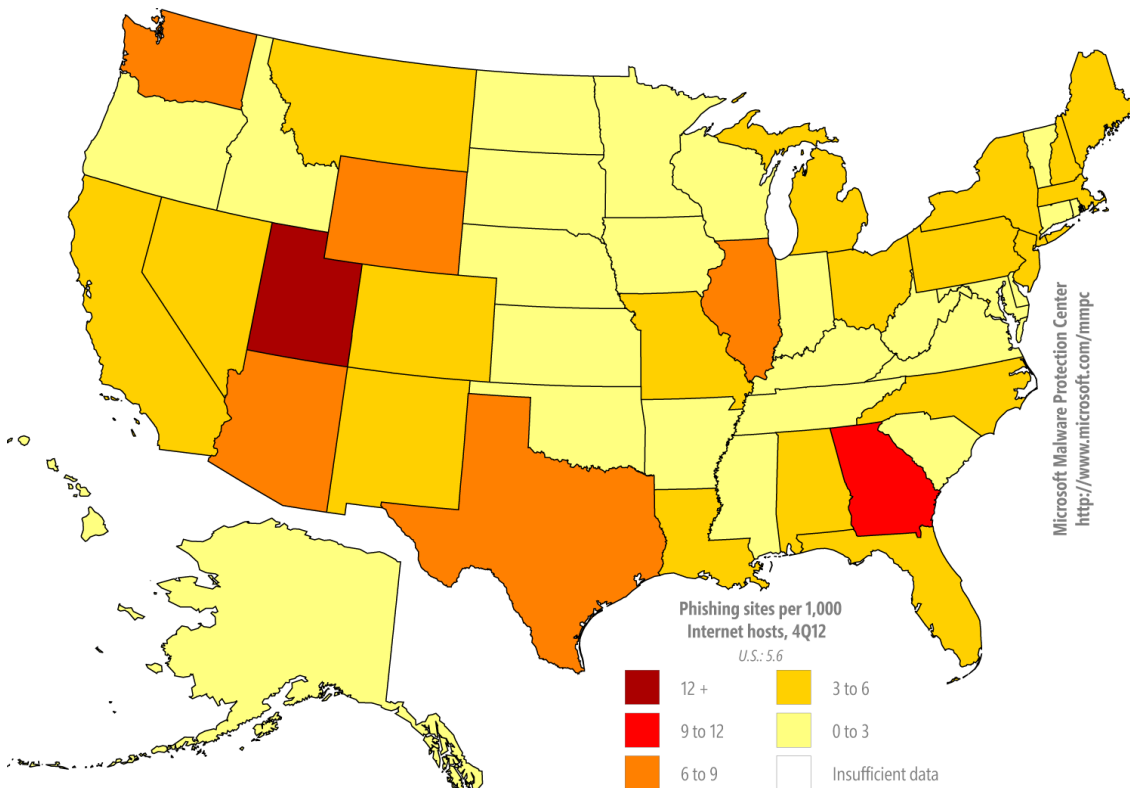 Microsoft Malware Protection Center
http://www.microsoft.com/mmpc
Phishing sites per 1,000
Internet hosts, 4Q12
U.S.: 5.6
12 +
3 to 6
9 to 12
0 to 3
6 to 9
Insufficient data